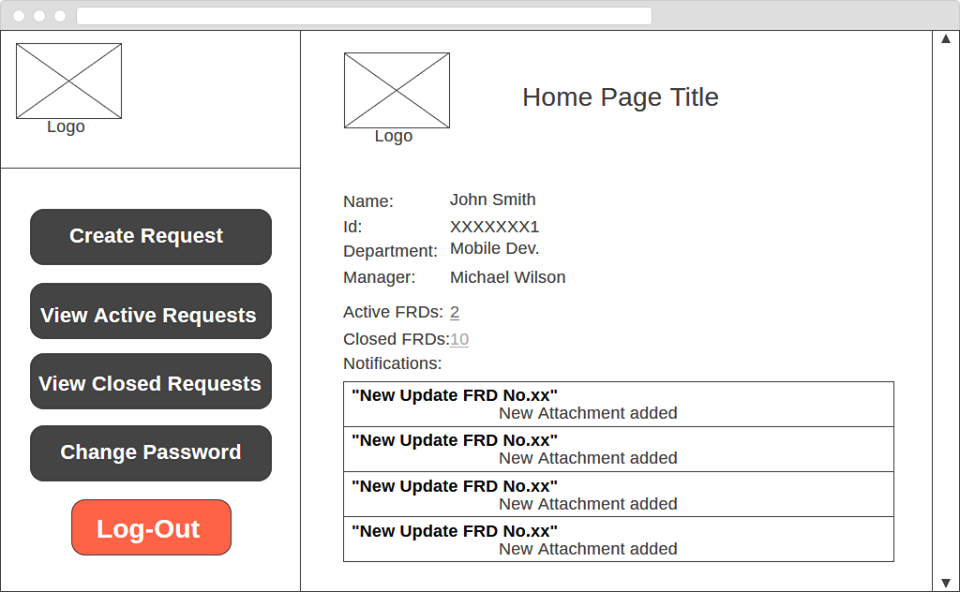 Logo
Create Request
View Active Requests
View Closed Requests
Change Password
Log-Out
Logo
Home Page Title
Name: John Smith
Id: XXXXXXX1
Department: Mobile Dev.
Manager: Michael Wilson
Active FRDs: 2
Closed FRDs:10
Notifications:
"New Update FRD No.xx"
New Attachment added
"New Update FRD No.xx"
New Attachment added
"New Update FRD No.xx"
New Attachment added
"New Update FRD No.xx"
New Attachment added